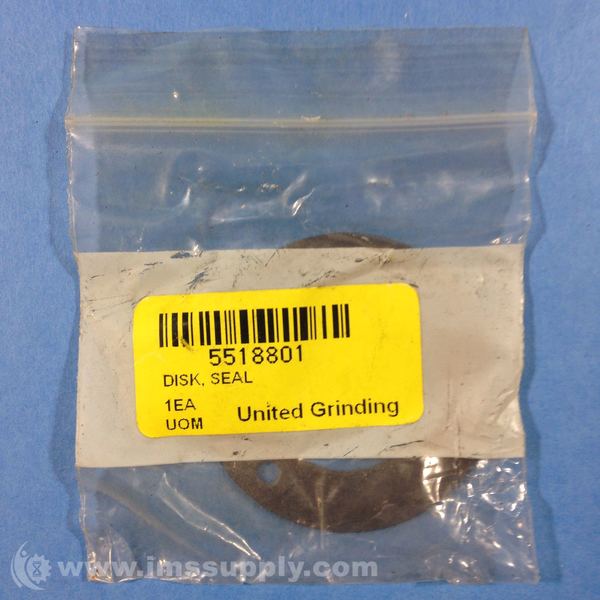 5518801
DISK, SEAL
1EA
UOM United Grinding
www.imssupply.com